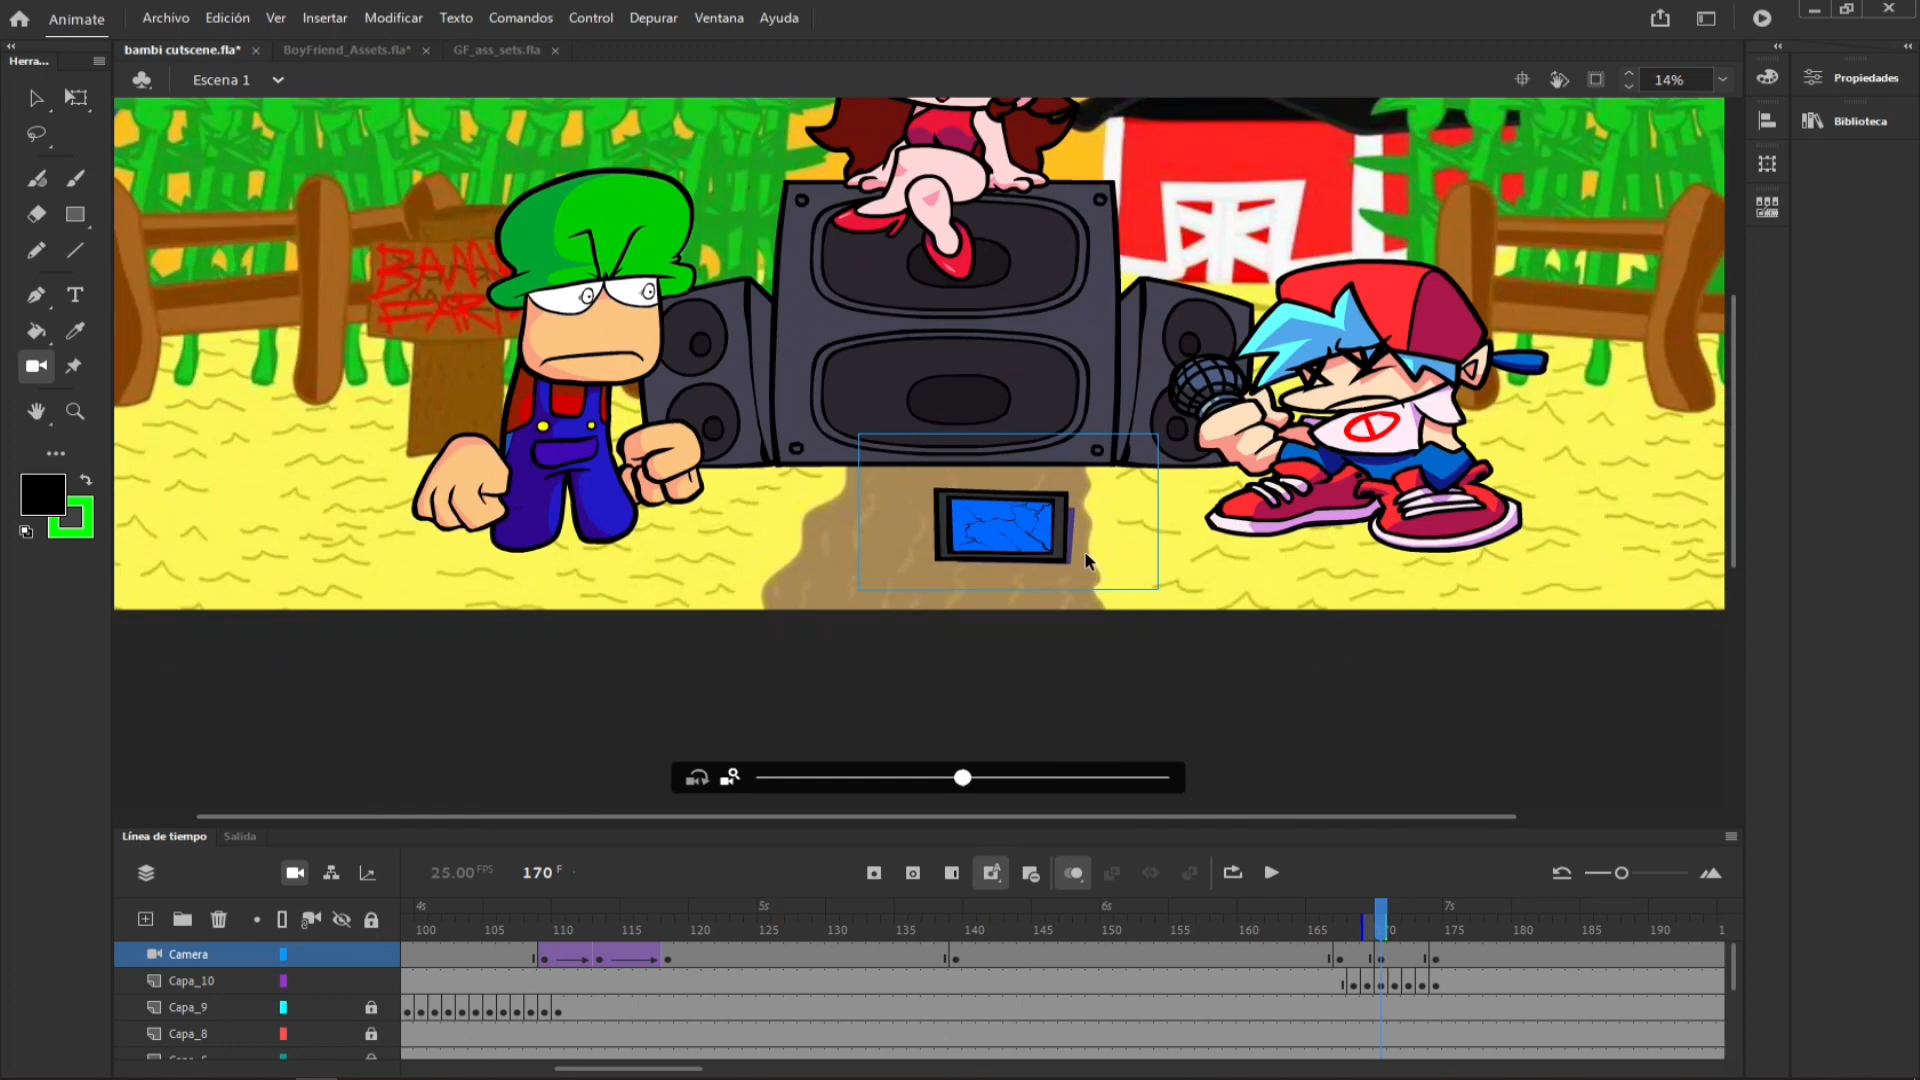 Animate
Archivo Edición Ver Insertar Modificar Texto Comandos Control Depurar Ventana Ayuda
bambi cutscene.fla* BoyFriend_Assets.fla* GF_ass_sets.fla
Herra...
Escena 1
14%
Propiedades
Biblioteca
Línea de tiempo Salida
25.00 FPS 170 F
4s 5s 6s 7s
100 105 110 115 120 125 130 135 140 145 150 155 160 165 170 175 180 185 190 1
Camera
Capa_10
Capa_9
Capa_8